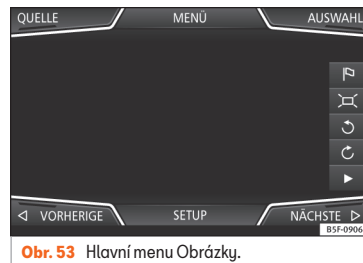 QUELLE MENÜ AUSWAHL
◁ VORHERIGE SETUP NÄCHSTE ▷
B5F-0906
Obr. 53 Hlavní menu Obrázky.